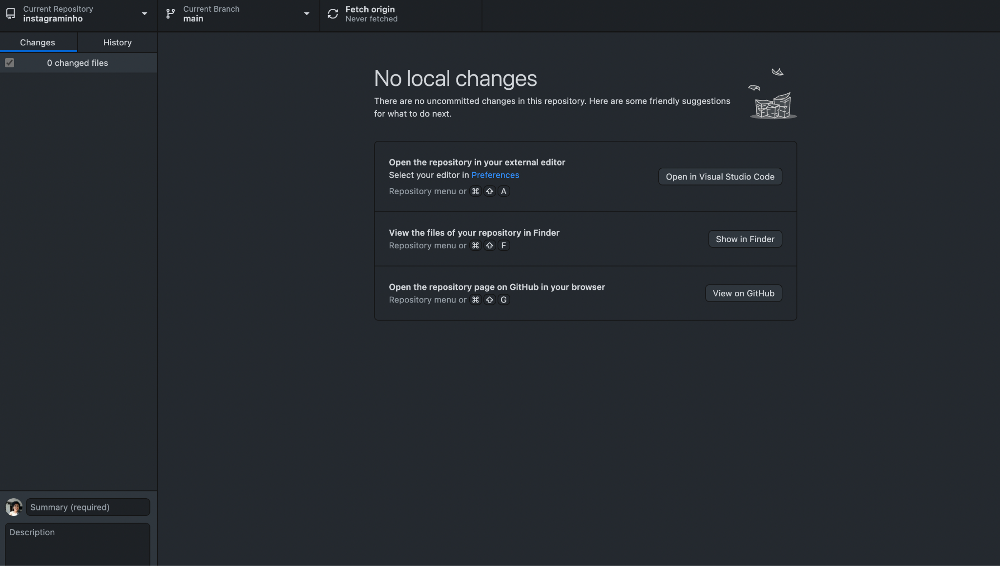 Current Repository
instagraminho
Current Branch
main
Fetch origin
Never fetched
Changes
History
0 changed files
No local changes
There are no uncommitted changes in this repository. Here are some friendly suggestions
for what to do next.
Open the repository in your external editor
Select your editor in Preferences
Repository menu or ⌘ ⇧ A
Open in Visual Studio Code
View the files of your repository in Finder
Repository menu or ⌘ ⇧ F
Show in Finder
Open the repository page on GitHub in your browser
Repository menu or ⌘ ⇧ G
View on GitHub
Summary (required)
Description